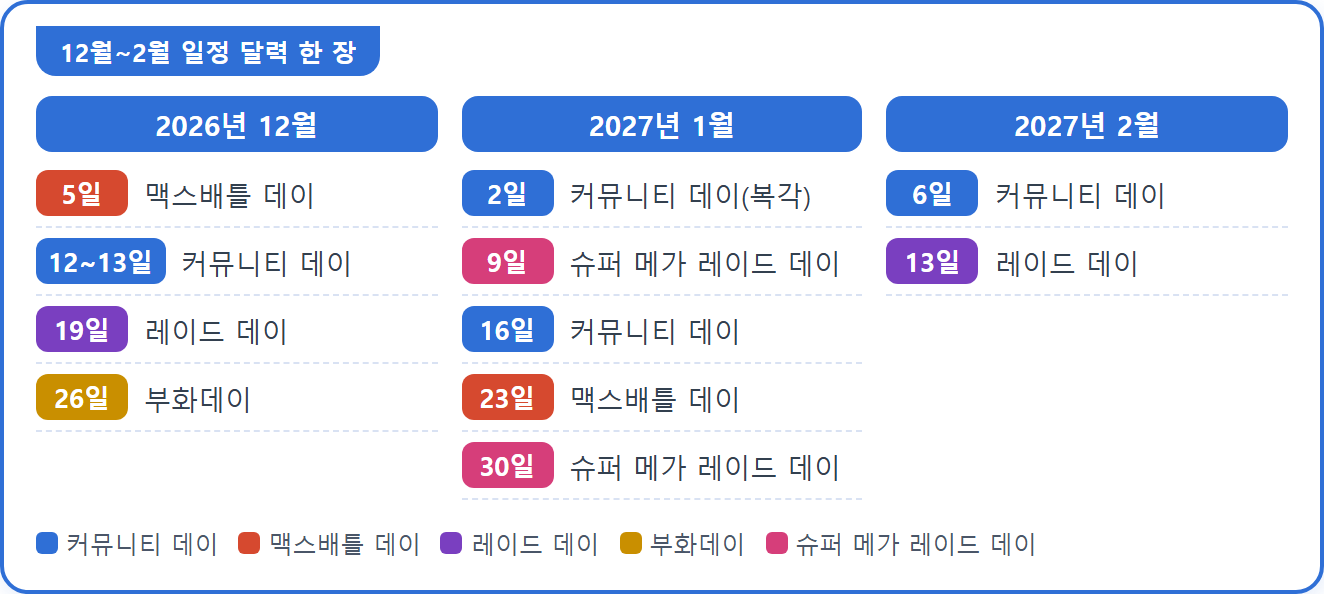 12월~2월 일정 달력 한 장
2026년 12월
5일 맥스배틀 데이
12~13일 커뮤니티 데이
19일 레이드 데이
26일 부화데이
2027년 1월
2일 커뮤니티 데이(복각)
9일 슈퍼 메가 레이드 데이
16일 커뮤니티 데이
23일 맥스배틀 데이
30일 슈퍼 메가 레이드 데이
2027년 2월
6일 커뮤니티 데이
13일 레이드 데이
커뮤니티 데이 맥스배틀 데이 레이드 데이 부화데이 슈퍼 메가 레이드 데이